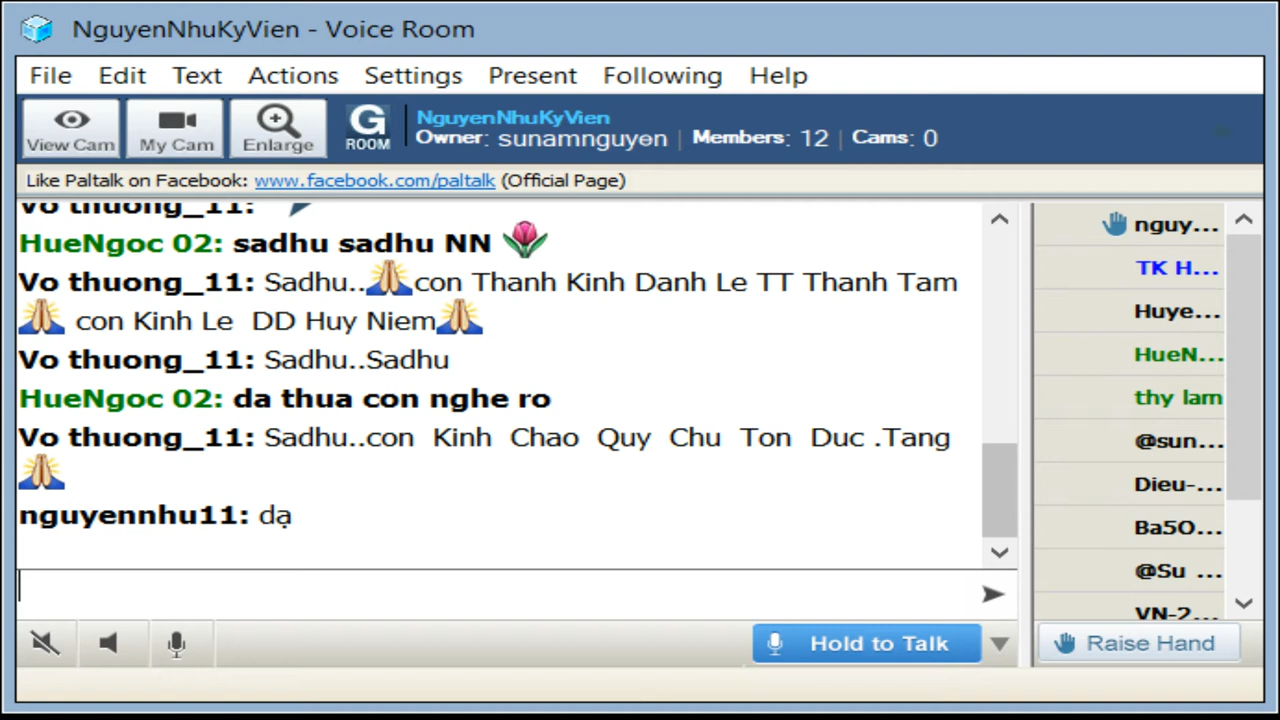 NguyenNhuKyVien - Voice Room
File Edit Text Actions Settings Present Following Help
View Cam My Cam Enlarge G ROOM
NguyenNhuKyVien
Owner: sunamnguyen | Members: 12 | Cams: 0
Like Paltalk on Facebook: www.facebook.com/paltalk (Official Page)
Vo thuong_11:
HueNgoc 02: sadhu sadhu NN
Vo thuong_11: Sadhu.. con Thanh Kinh Danh Le TT Thanh Tam
con Kinh Le DD Huy Niem
Vo thuong_11: Sadhu..Sadhu
HueNgoc 02: da thua con nghe ro
Vo thuong_11: Sadhu..con Kinh Chao Quy Chu Ton Duc .Tang
nguyennhu11: dạ
nguy...
TK H...
Huye...
HueN...
thy lam
@sun...
Dieu-...
Ba5O...
@Su ...
VN-2...
Hold to Talk
Raise Hand